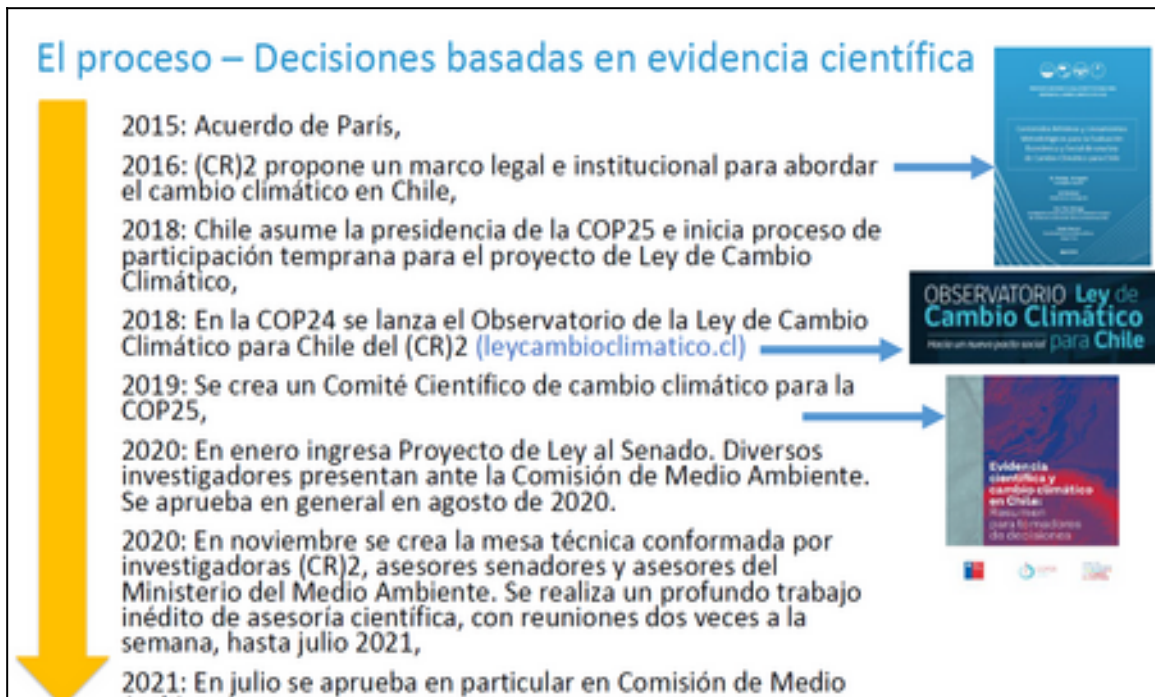 El proceso – Decisiones basadas en evidencia científica
2015: Acuerdo de París,
2016: (CR)2 propone un marco legal e institucional para abordar
el cambio climático en Chile,
2018: Chile asume la presidencia de la COP25 e inicia proceso de
participación temprana para el proyecto de Ley de Cambio
Climático,
2018: En la COP24 se lanza el Observatorio de la Ley de Cambio
Climático para Chile del (CR)2 (leycambioclimatico.cl)
2019: Se crea un Comité Científico de cambio climático para la
COP25,
2020: En enero ingresa Proyecto de Ley al Senado. Diversos
investigadores presentan ante la Comisión de Medio Ambiente.
Se aprueba en general en agosto de 2020.
2020: En noviembre se crea la mesa técnica conformada por
investigadoras (CR)2, asesores senadores y asesores del
Ministerio del Medio Ambiente. Se realiza un profundo trabajo
inédito de asesoría científica, con reuniones dos veces a la
semana, hasta julio 2021,
2021: En julio se aprueba en particular en Comisión de Medio
OBSERVATORIO Ley de
Cambio Climático
Hacia un nuevo pacto social para Chile
Evidencia
científica y
cambio climático
en Chile:
Resumen
para tomadores
de decisiones